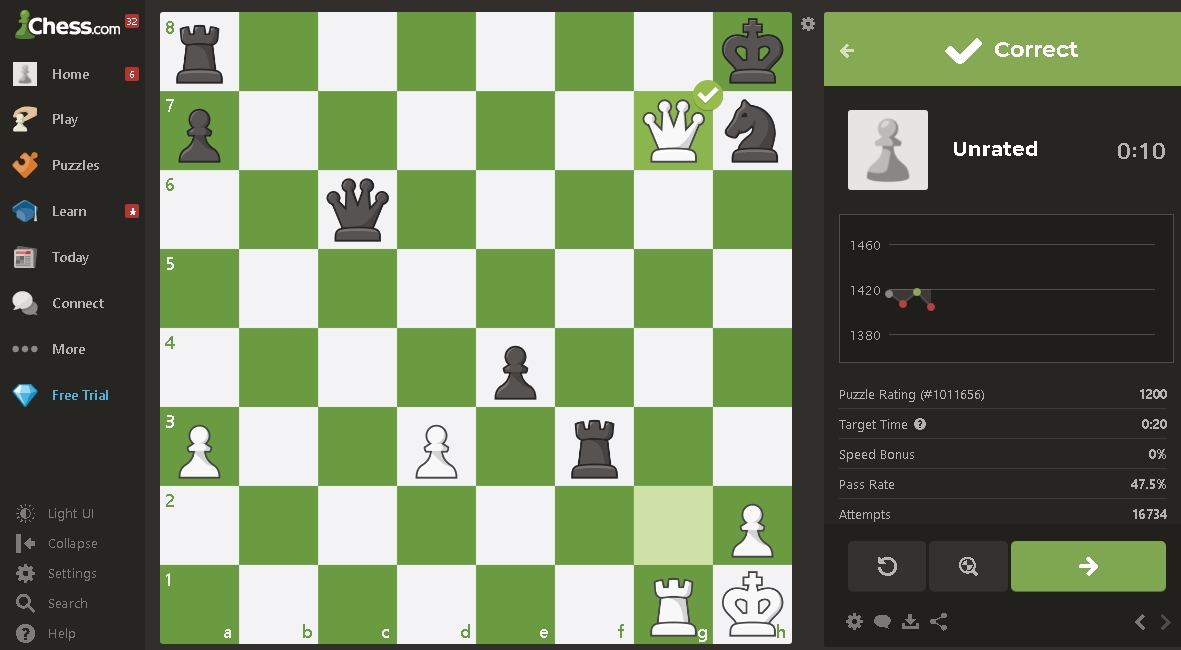 Chess.com 32
Home 6
Play
Puzzles
Learn
Today
Connect
More
Free Trial
Light UI
Collapse
Settings
Search
Help
8
7
6
5
4
3
2
1
a b c d e f g h
Correct
Unrated 0:10
1460
1420
1380
Puzzle Rating (#1011656) 1200
Target Time ? 0:20
Speed Bonus 0%
Pass Rate 47.5%
Attempts 16734